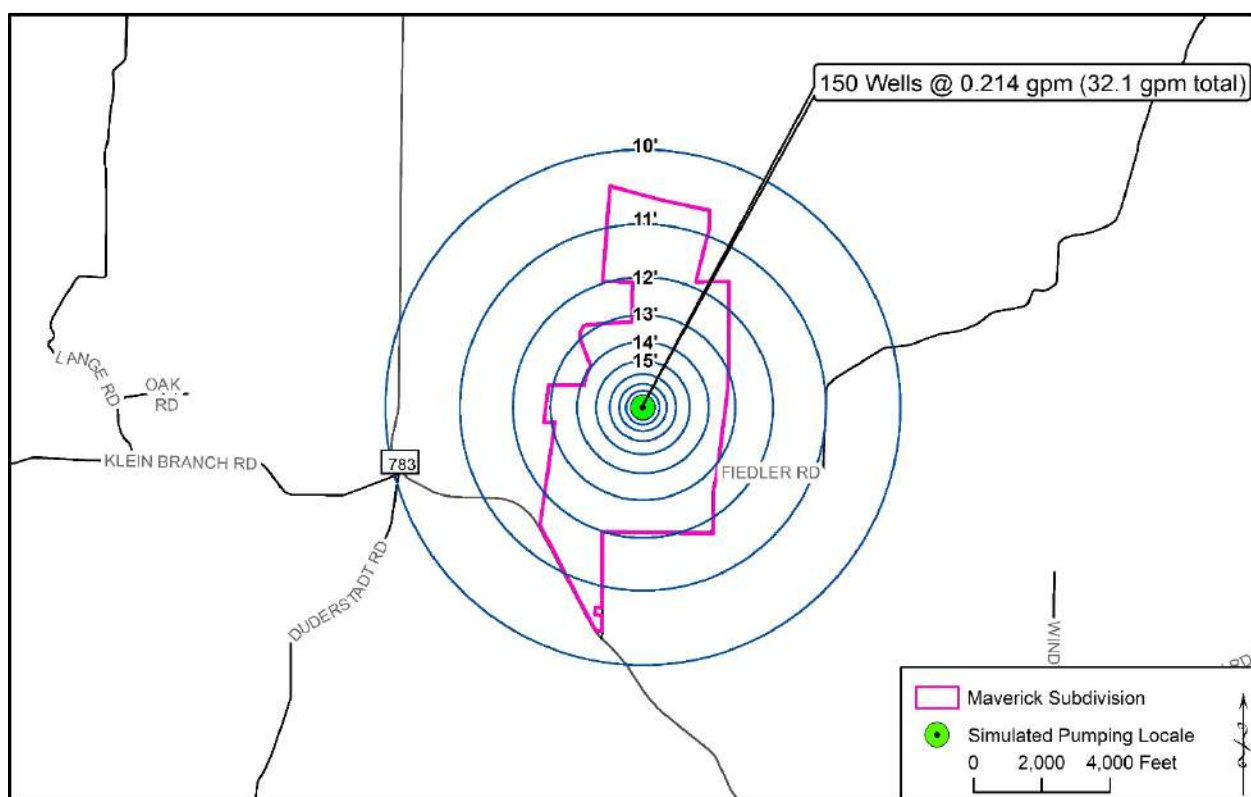 150 Wells @ 0.214 gpm (32.1 gpm total)
10'
11'
12'
13'
14'
15'
LANGE RD
OAK
RD
KLEIN BRANCH RD
783
FIEDLER RD
DUDERSTADT RD
WIND
RD
Maverick Subdivision
Simulated Pumping Locale
0 2,000 4,000 Feet